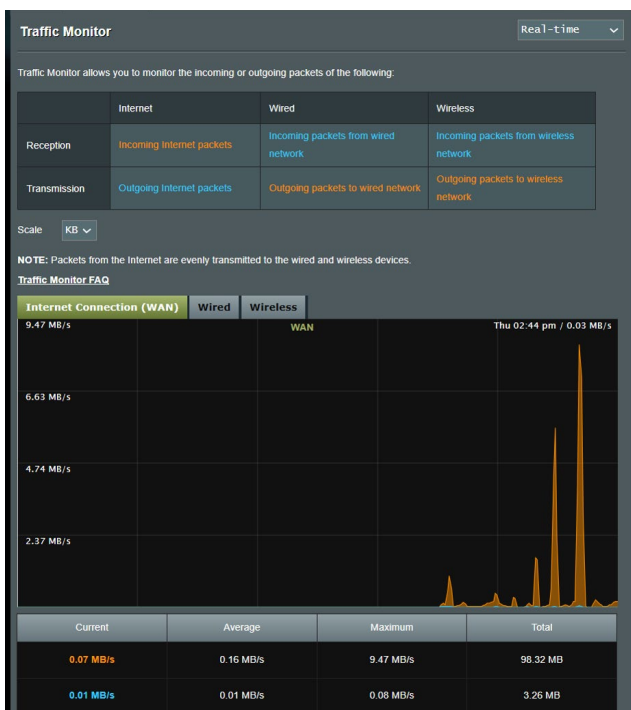 Traffic Monitor
Real-time
Traffic Monitor allows you to monitor the incoming or outgoing packets of the following:
Internet Wired Wireless
Reception Incoming Internet packets Incoming packets from wired network Incoming packets from wireless network
Transmission Outgoing Internet packets Outgoing packets to wired network Outgoing packets to wireless network
Scale KB
NOTE: Packets from the Internet are evenly transmitted to the wired and wireless devices.
Traffic Monitor FAQ
Internet Connection (WAN) Wired Wireless
9.47 MB/s WAN Thu 02:44 pm / 0.03 MB/s
6.63 MB/s
4.74 MB/s
2.37 MB/s
Current Average Maximum Total
0.07 MB/s 0.16 MB/s 9.47 MB/s 98.32 MB
0.01 MB/s 0.01 MB/s 0.08 MB/s 3.26 MB